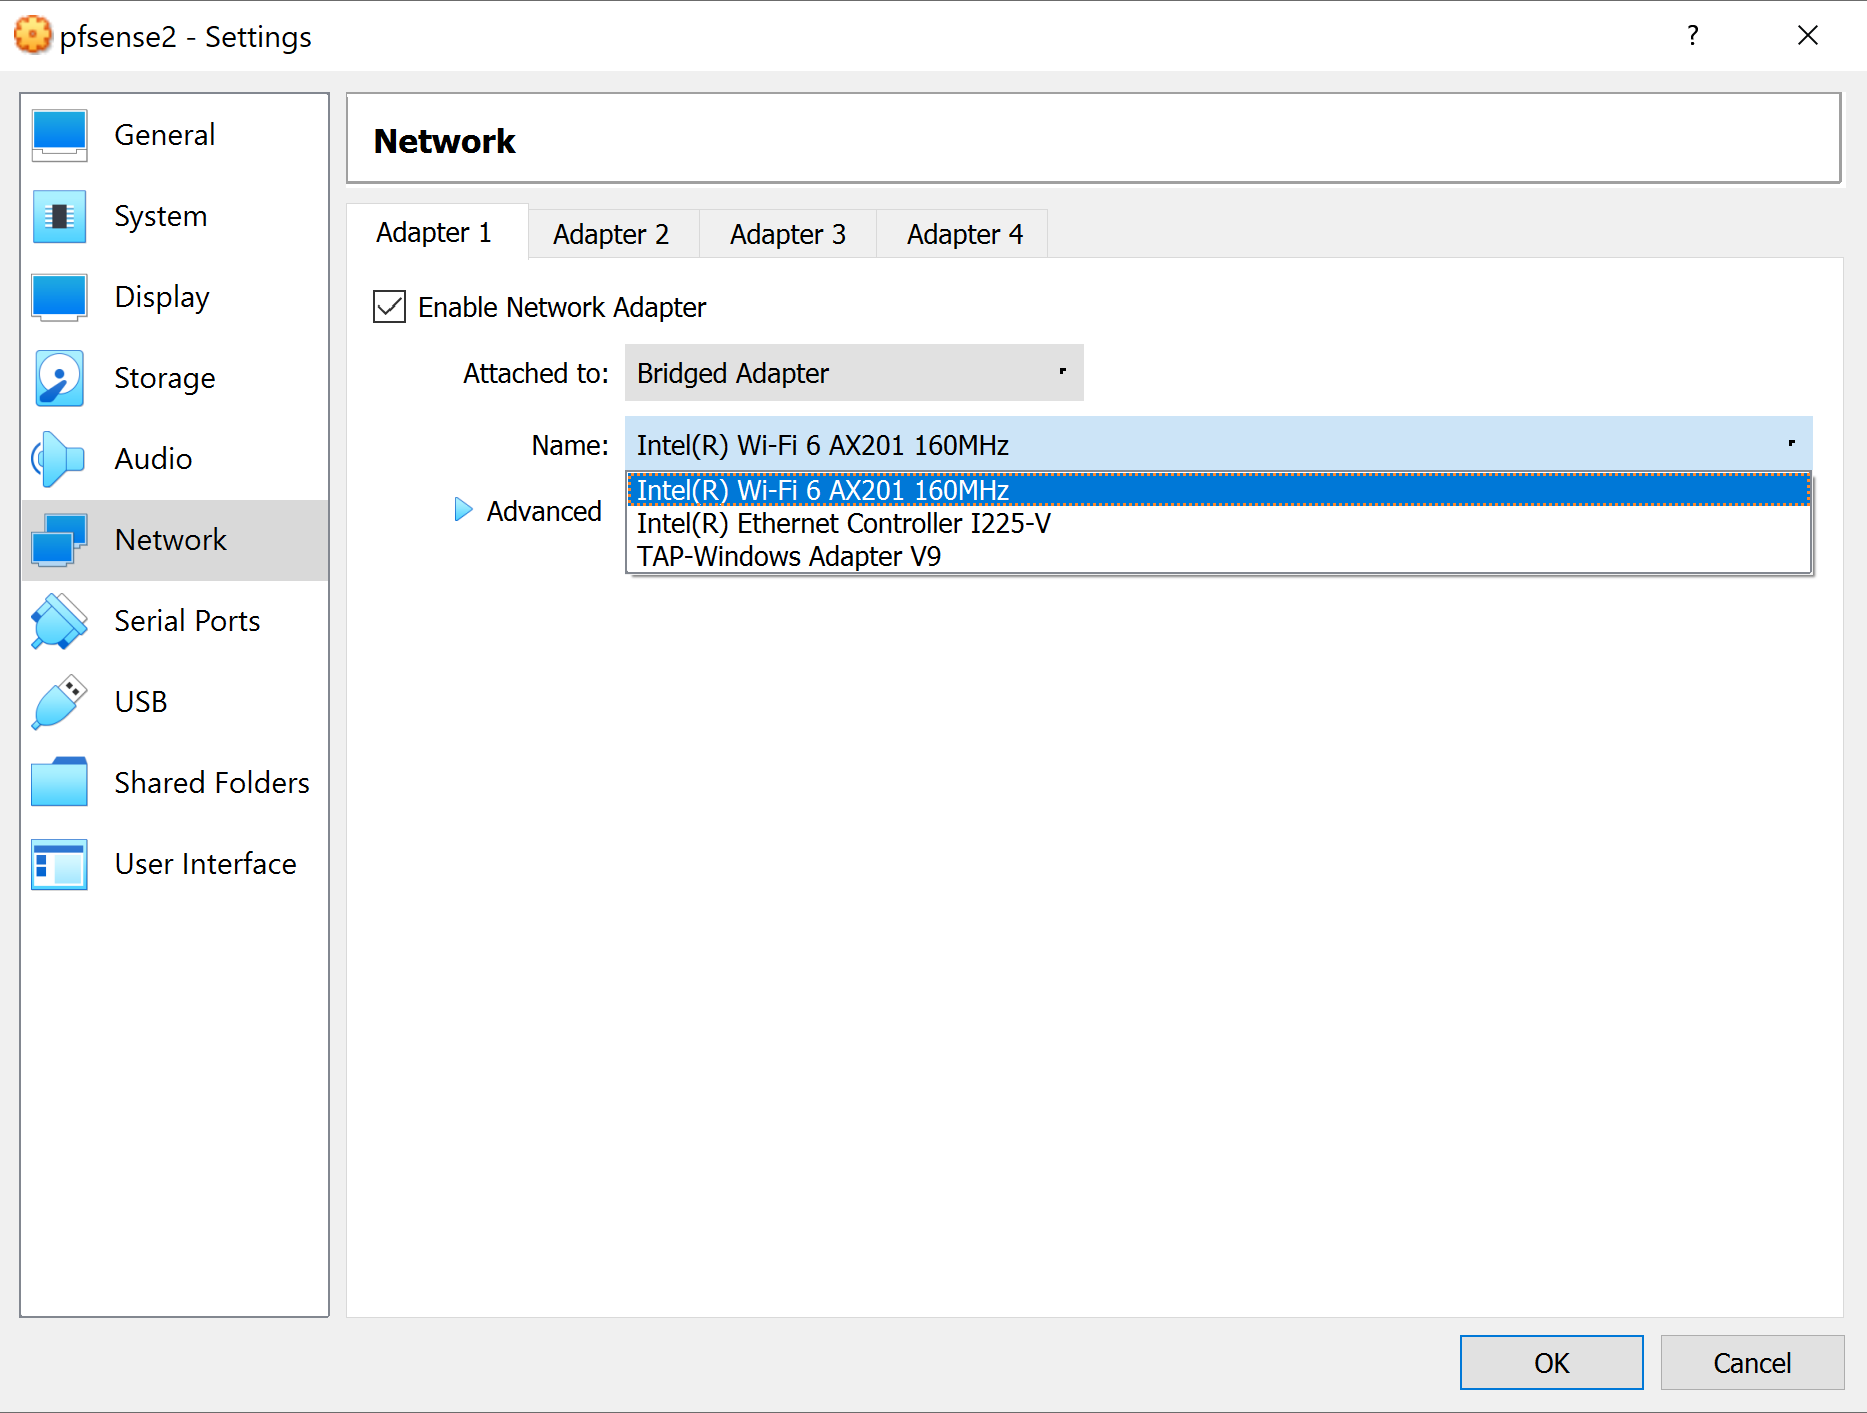 pfsense2 - Settings
?
General
System
Display
Storage
Audio
Network
Serial Ports
USB
Shared Folders
User Interface
Network
Adapter 1
Adapter 2
Adapter 3
Adapter 4
Enable Network Adapter
Attached to: Bridged Adapter
Name: Intel(R) Wi-Fi 6 AX201 160MHz
Intel(R) Wi-Fi 6 AX201 160MHz
Advanced
Intel(R) Ethernet Controller I225-V
TAP-Windows Adapter V9
OK
Cancel